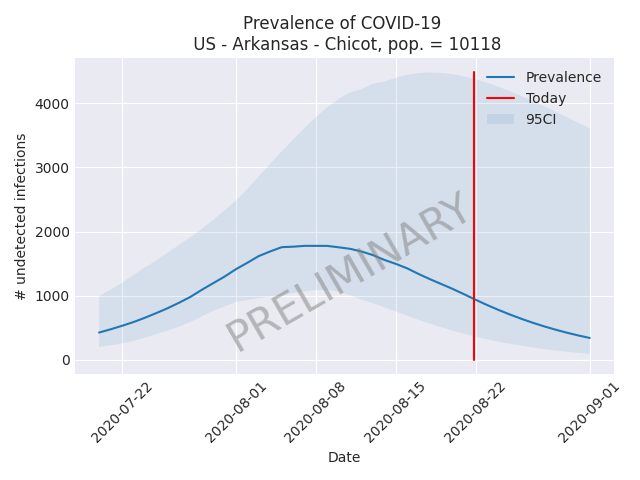 Prevalence of COVID-19
US - Arkansas - Chicot, pop. = 10118
Prevalence
Today
95CI
PRELIMINARY
# undetected infections
4000
3000
2000
1000
0
2020-07-22
2020-08-01
2020-08-08
2020-08-15
2020-08-22
2020-09-01
Date